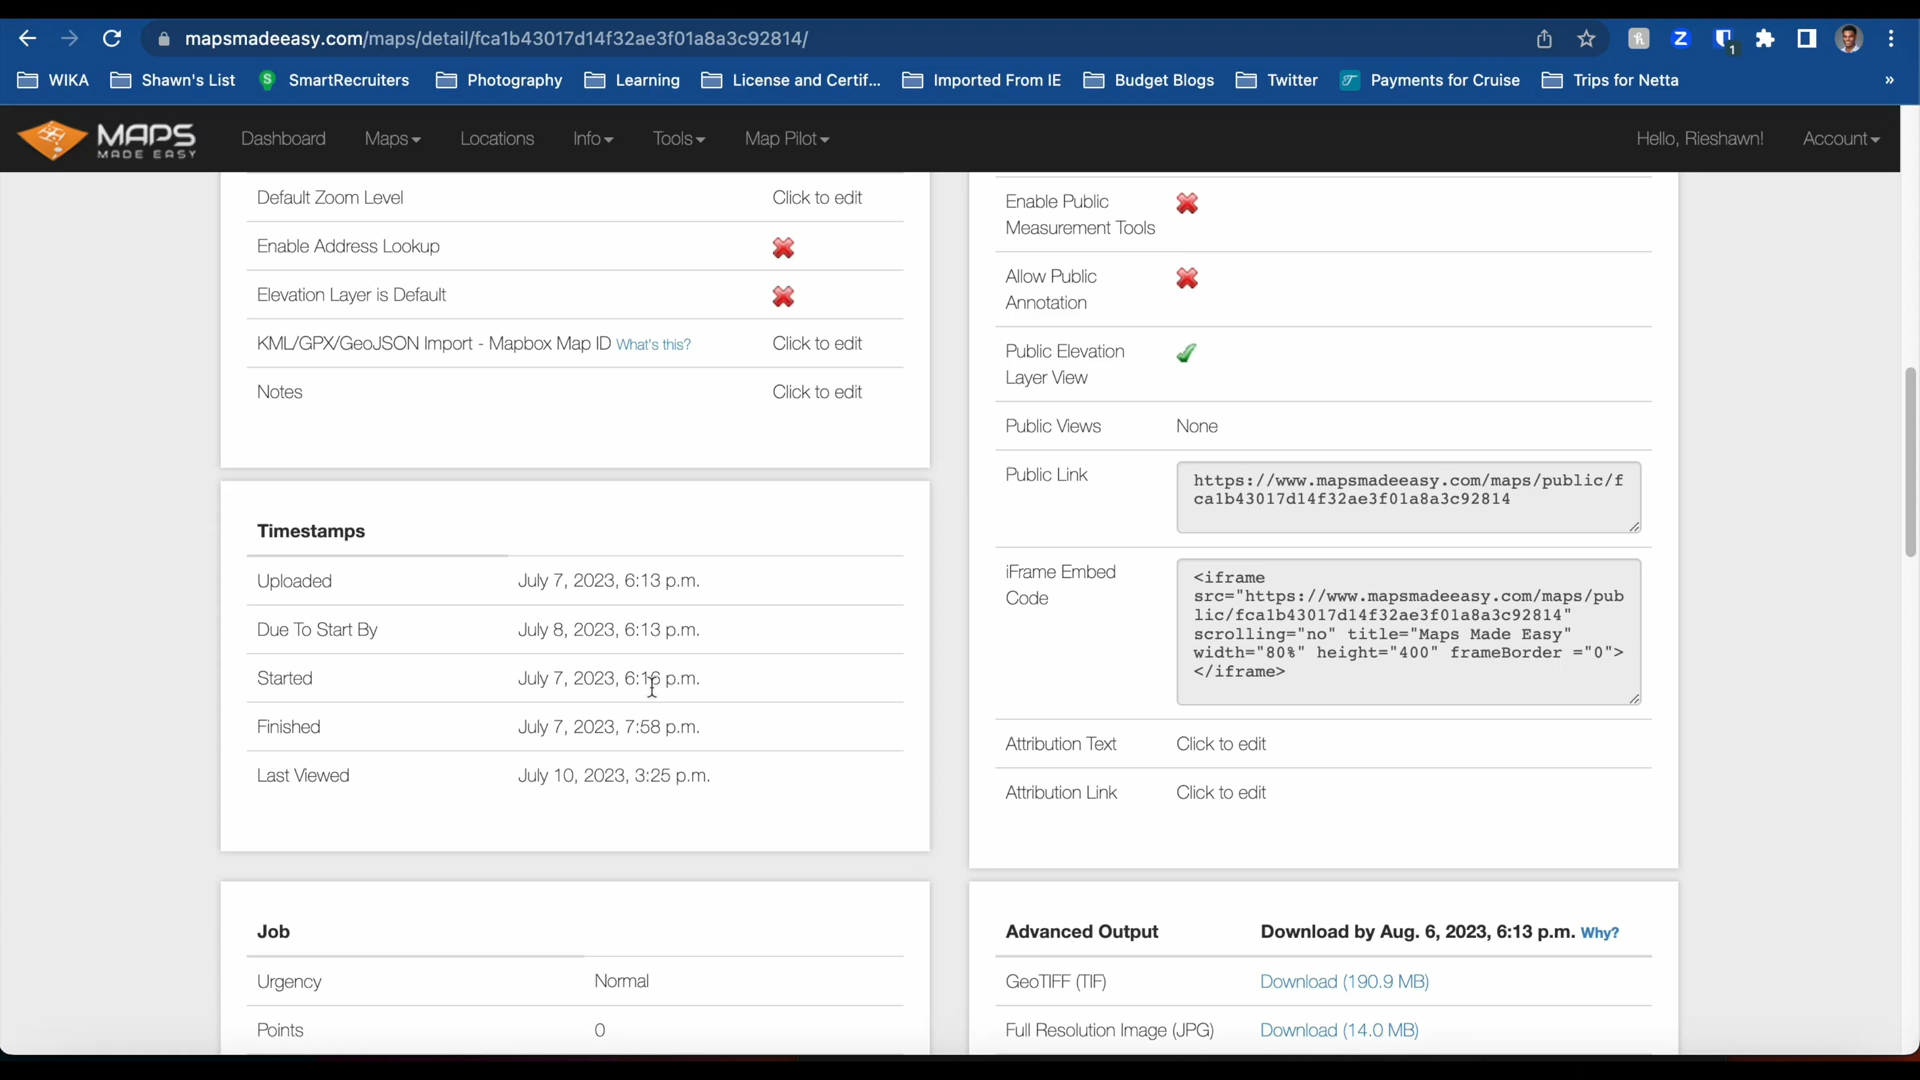 mapsmadeeasy.com/maps/detail/fca1b43017d14f32ae3f01a8a3c92814/
1
WIKA
Shawn's List
SmartRecruiters
Photography
Learning
License and Certif...
Imported From IE
Budget Blogs
Twitter
Payments for Cruise
Trips for Netta
»
MAPS
MADE EASY
Dashboard
Maps
Locations
Info
Tools
Map Pilot
Hello, Rieshawn!
Account
Default Zoom Level Click to edit
Enable Address Lookup
Elevation Layer is Default
KML/GPX/GeoJSON Import - Mapbox Map ID What's this? Click to edit
Notes Click to edit
Timestamps
Uploaded July 7, 2023, 6:13 p.m.
Due To Start By July 8, 2023, 6:13 p.m.
Started July 7, 2023, 6:16 p.m.
Finished July 7, 2023, 7:58 p.m.
Last Viewed July 10, 2023, 3:25 p.m.
Job
Urgency Normal
Points 0
Enable Public
Measurement Tools
Allow Public
Annotation
Public Elevation
Layer View
Public Views None
Public Link
https://www.mapsmadeeasy.com/maps/public/f
ca1b43017d14f32ae3f01a8a3c92814
iFrame Embed
Code
<iframe
src="https://www.mapsmadeeasy.com/maps/pub
lic/fca1b43017d14f32ae3f01a8a3c92814"
scrolling="no" title="Maps Made Easy"
width="80%" height="400" frameBorder ="0">
</iframe>
Attribution Text Click to edit
Attribution Link Click to edit
Advanced Output Download by Aug. 6, 2023, 6:13 p.m. Why?
GeoTIFF (TIF) Download (190.9 MB)
Full Resolution Image (JPG) Download (14.0 MB)